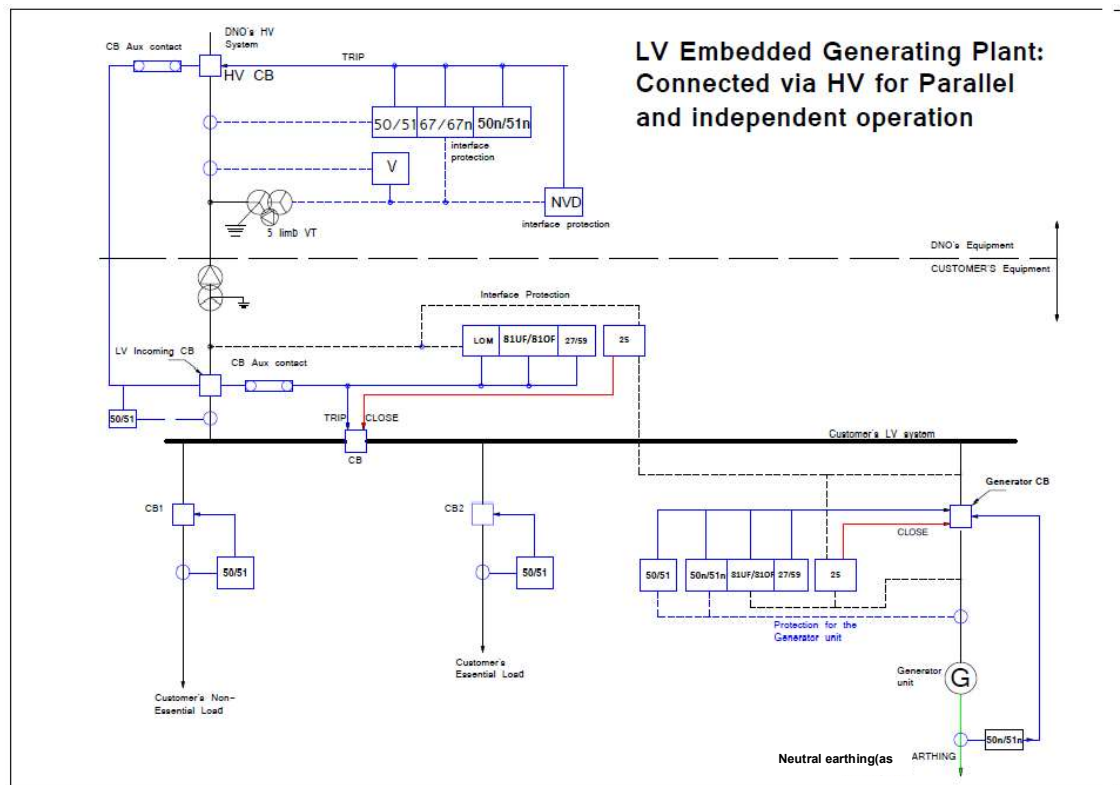 LV Embedded Generating Plant:
Connected via HV for Parallel
and independent operation
DNO's HV
System
CB Aux contact
HV CB
TRIP
50/51
67/67n
50n/51n
interface
protection
V
NVD
interface protection
5 limb VT
DNO's Equipment
CUSTOMER'S Equipment
Interface Protection
LOM
81UF/81OF
27/59
25
LV Incoming CB
CB Aux contact
50/51
TRIP
CLOSE
CB
Customer's LV system
CB1
50/51
CB2
50/51
Generator CB
CLOSE
50/51
50n/51n
81UF/81OF
27/59
25
Protection for the
Generator unit
Customer's Non-
Essential Load
Customer's
Essential Load
Generator
unit
G
50n/51n
Neutral earthing(as
ARTHING